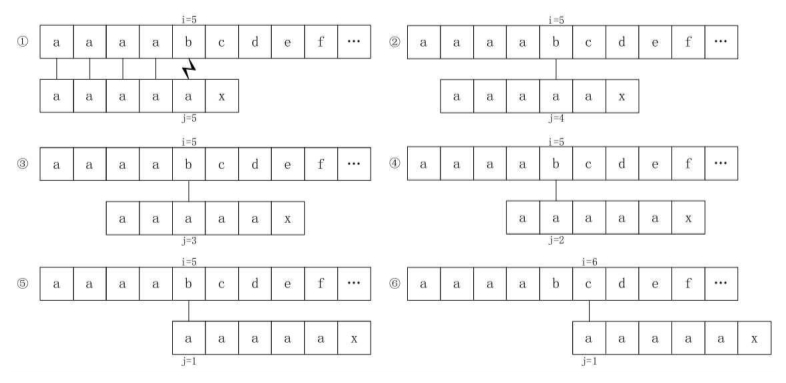 i=5
① a a a a b c d e f …
a a a a a x
j=5
i=5
② a a a a b c d e f …
a a a a a x
j=4
i=5
③ a a a a b c d e f …
a a a a a x
j=3
i=5
④ a a a a b c d e f …
a a a a a x
j=2
i=5
⑤ a a a a b c d e f …
a a a a a x
j=1
i=6
⑥ a a a a b c d e f …
a a a a a x
j=1